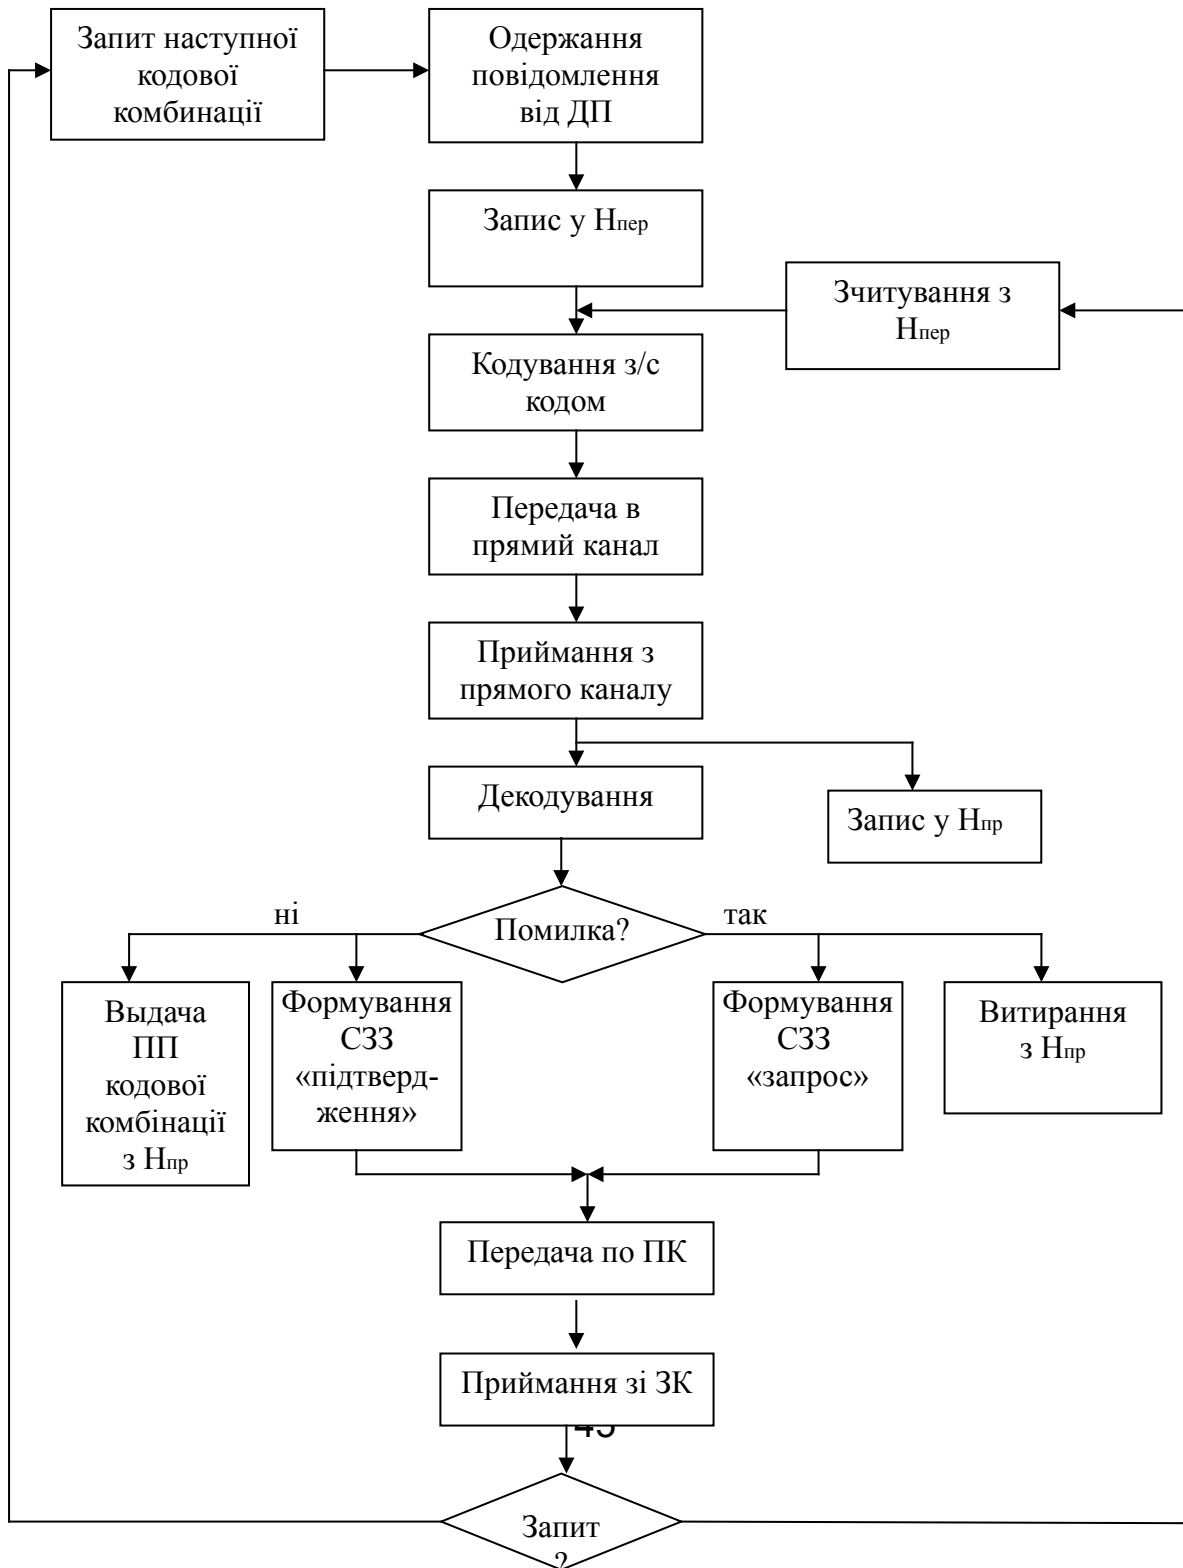 Запит наступної
кодової
комбинації
Одержання
повідомлення
від ДП
Запис у Нпер
Зчитування з
Нпер
Кодування з/с
кодом
Передача в
прямий канал
Приймання з
прямого каналу
Декодування
Запис у Нпр
ні
Помилка?
так
Выдача
ПП
кодової
комбінації
з Нпр
Формування
СЗЗ
«підтверд-
ження»
Формування
СЗЗ
«запрос»
Витирання
з Нпр
Передача по ПК
Приймання зі ЗК
Запит
?